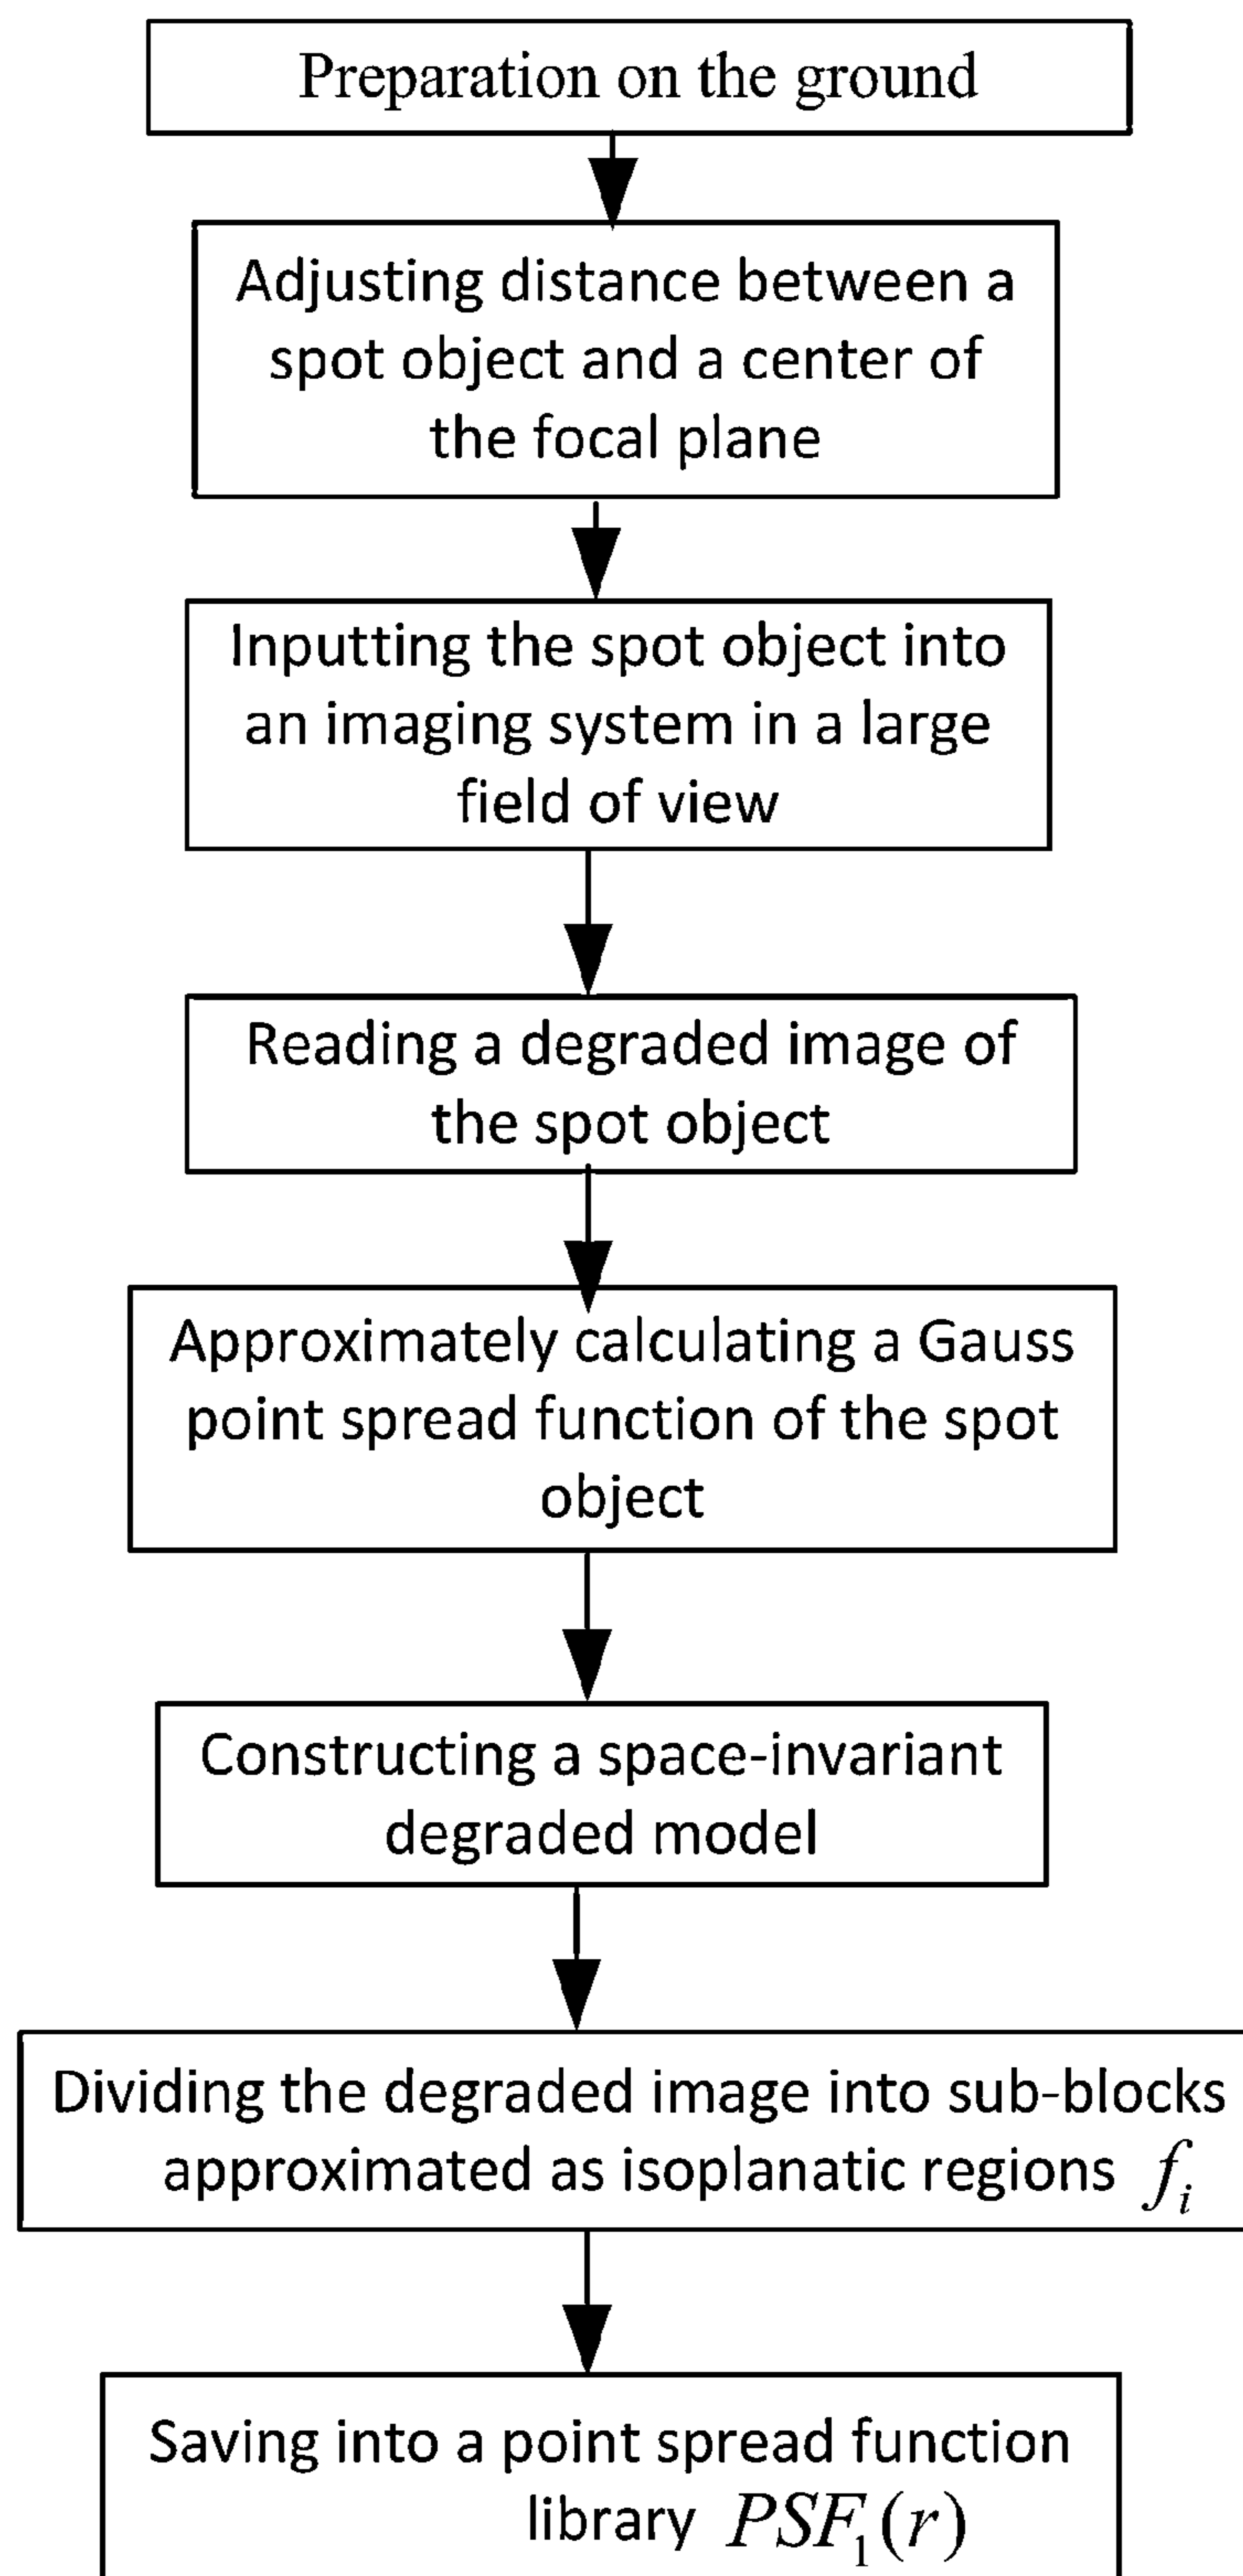 Preparation on the ground
Adjusting distance between a
spot object and a center of
the focal plane
Inputting the spot object into
an imaging system in a large
field of view
Reading a degraded image of
the spot object
Approximately calculating a Gauss
point spread function of the spot
object
Constructing a space-invariant
degraded model
Dividing the degraded image into sub-blocks
approximated as isoplanatic regions f_i
Saving into a point spread function
library PSF_1(r)